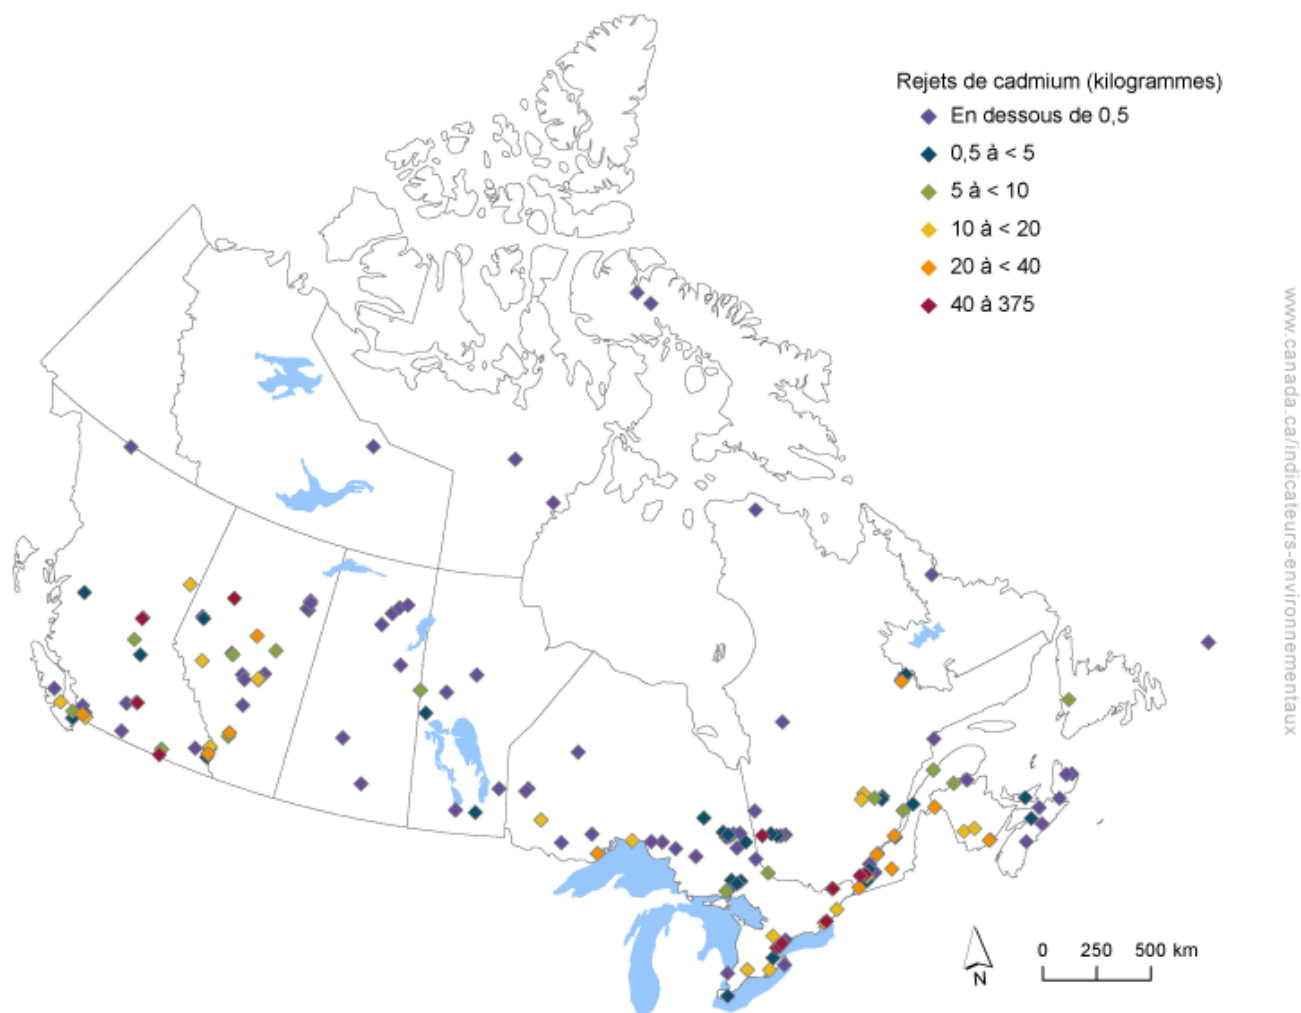 Rejets de cadmium (kilogrammes)
En dessous de 0,5
0,5 à < 5
5 à < 10
10 à < 20
20 à < 40
40 à 375
www.canada.ca/indicateurs-environnementaux
N
0 250 500 km